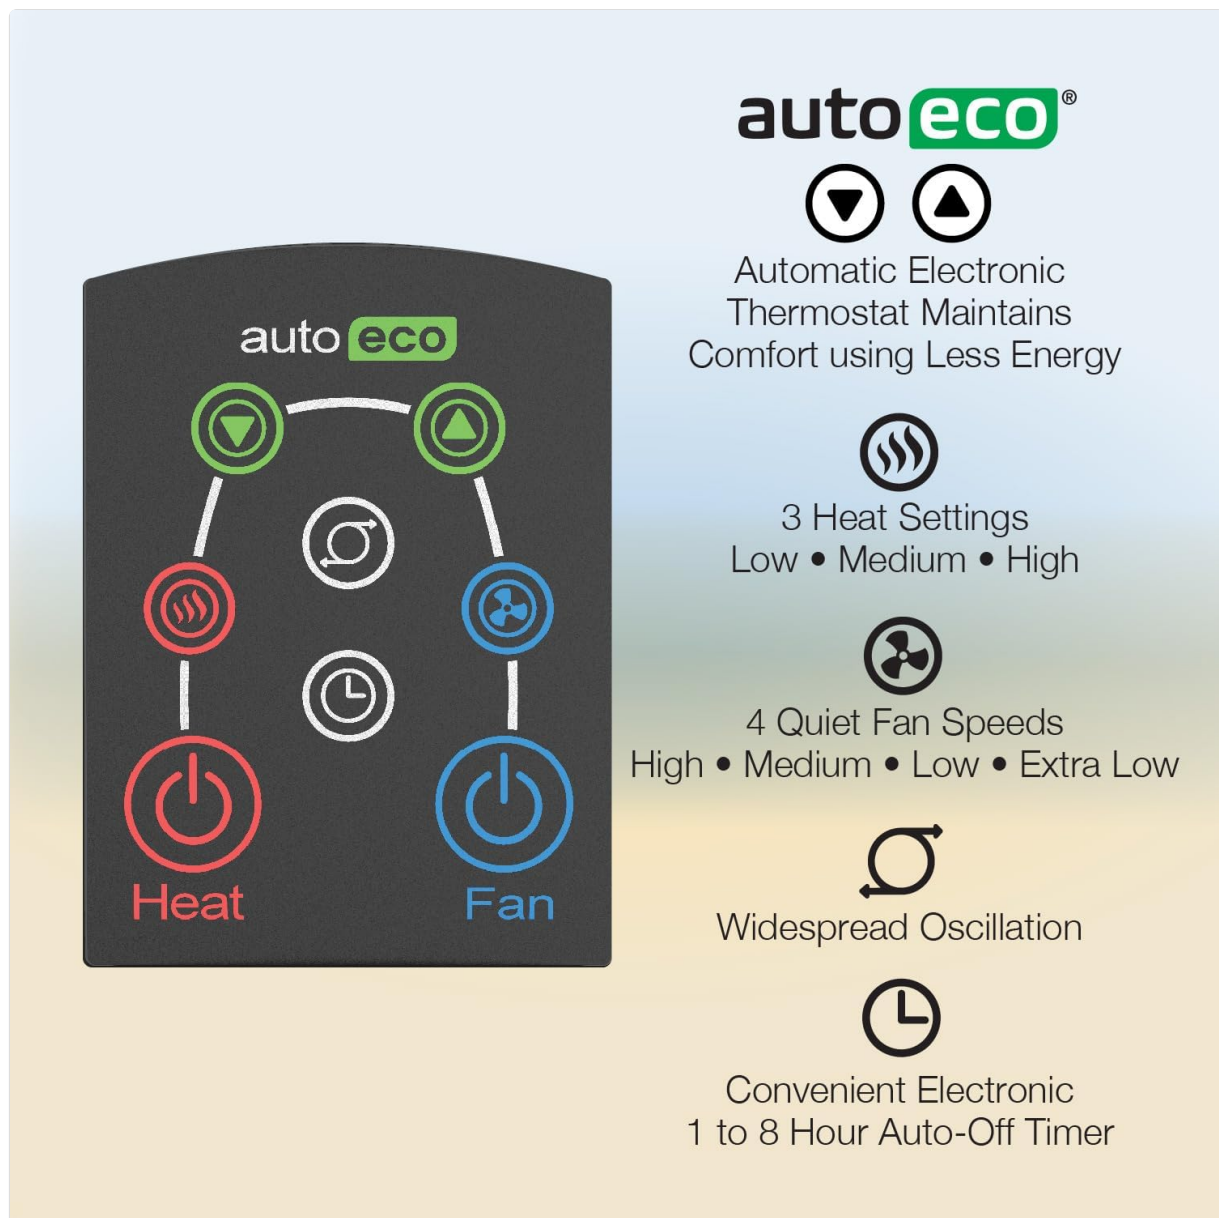 auto eco
Heat
Fan
auto eco®
Automatic Electronic
Thermostat Maintains
Comfort using Less Energy
3 Heat Settings
Low • Medium • High
4 Quiet Fan Speeds
High • Medium • Low • Extra Low
Widespread Oscillation
Convenient Electronic
1 to 8 Hour Auto-Off Timer